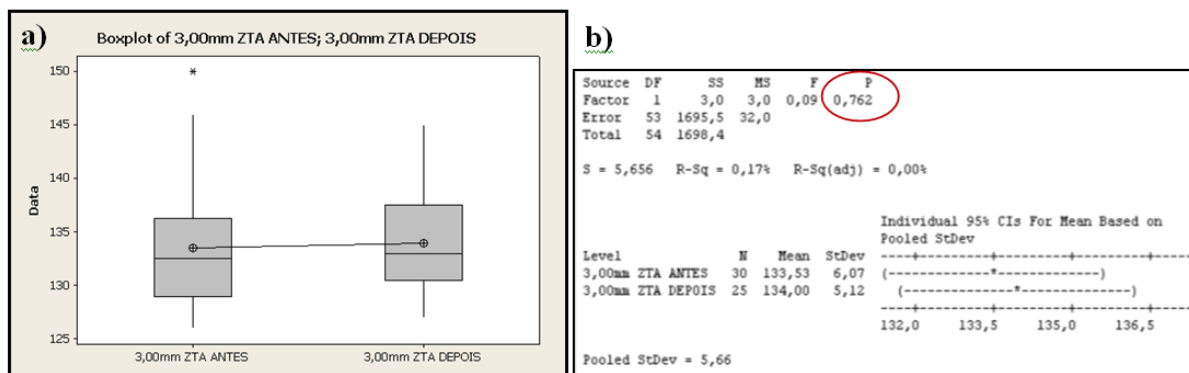 a)
Boxplot of 3,00mm ZTA ANTES; 3,00mm ZTA DEPOIS
150
145
140
135
130
125
Data
*
3,00mm ZTA ANTES 3,00mm ZTA DEPOIS
b)
Source DF SS MS F P
Factor 1 3,0 3,0 0,09 0,762
Error 53 1695,5 32,0
Total 54 1698,4
S = 5,656 R-Sq = 0,17% R-Sq(adj) = 0,00%
Individual 95% CIs For Mean Based on
Pooled StDev
Level N Mean StDev ----+---------+---------+---------+-----
3,00mm ZTA ANTES 30 133,53 6,07 (-------------*-------------)
3,00mm ZTA DEPOIS 25 134,00 5,12 (--------------*--------------)
----+---------+---------+---------+-----
132,0 133,5 135,0 136,5
Pooled StDev = 5,66